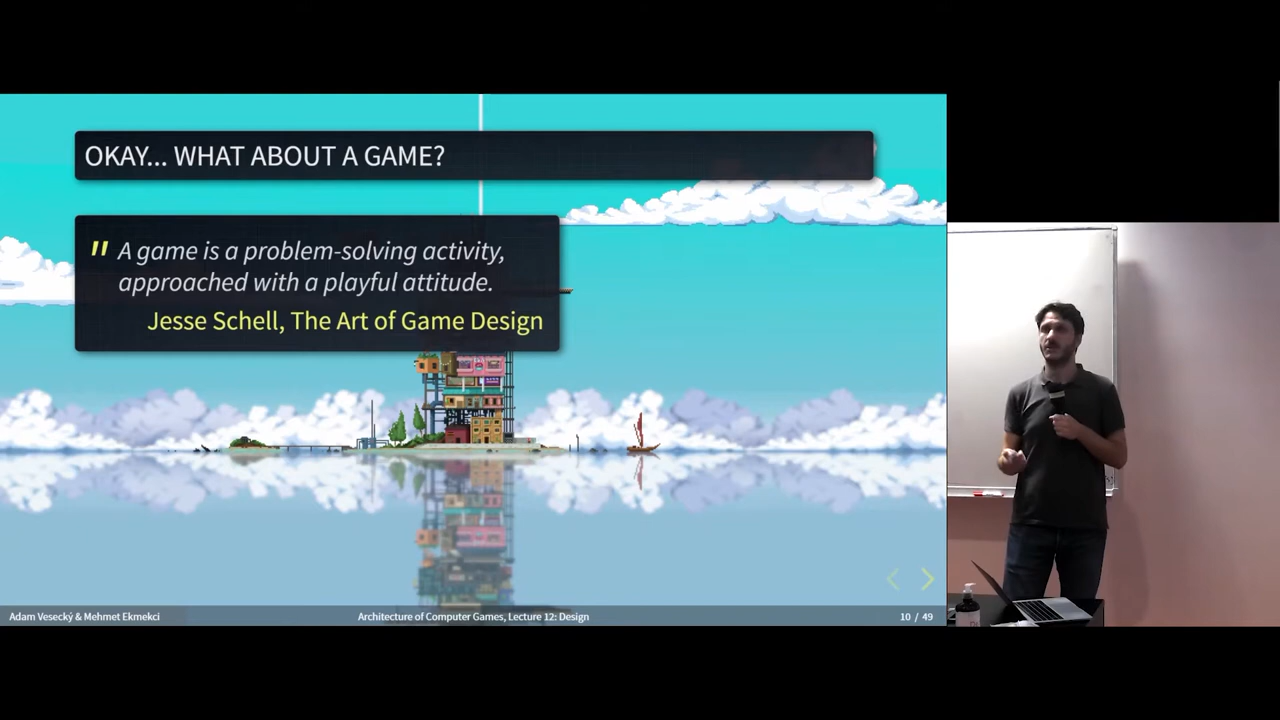 OKAY... WHAT ABOUT A GAME?
" A game is a problem-solving activity,
approached with a playful attitude.
Jesse Schell, The Art of Game Design
Adam Vesecký & Mehmet Ekmekci
Architecture of Computer Games, Lecture 12: Design
10 / 49